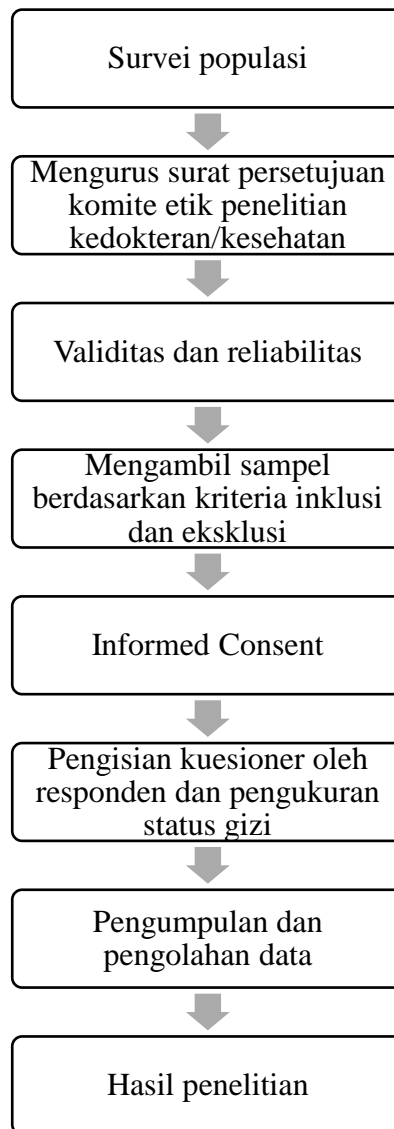 Survei populasi
Mengurus surat persetujuan
komite etik penelitian
kedokteran/kesehatan
Validitas dan reliabilitas
Mengambil sampel
berdasarkan kriteria inklusi
dan eksklusi
Informed Consent
Pengisian kuesioner oleh
responden dan pengukuran
status gizi
Pengumpulan dan
pengolahan data
Hasil penelitian